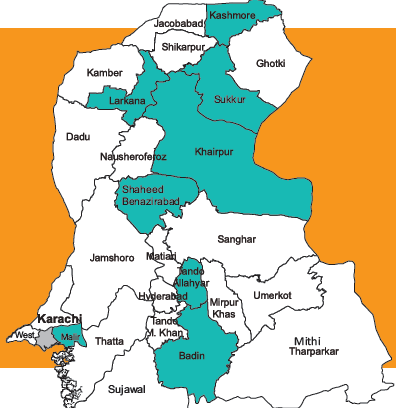 Kashmore
Jacobabad
Shikarpur
Ghotki
Kamber
Larkana
Sukkur
Dadu
Nausheroferoz
Khairpur
Shaheed
Benazirabad
Sanghar
Matiari
Jamshoro
Tando
Allahyar
Hyderabad
Umerkot
Mirpur
Khas
Karachi
West
Malir
Thatta
Tando
M. Khan
Mithi
Tharparkar
Badin
Sujawal